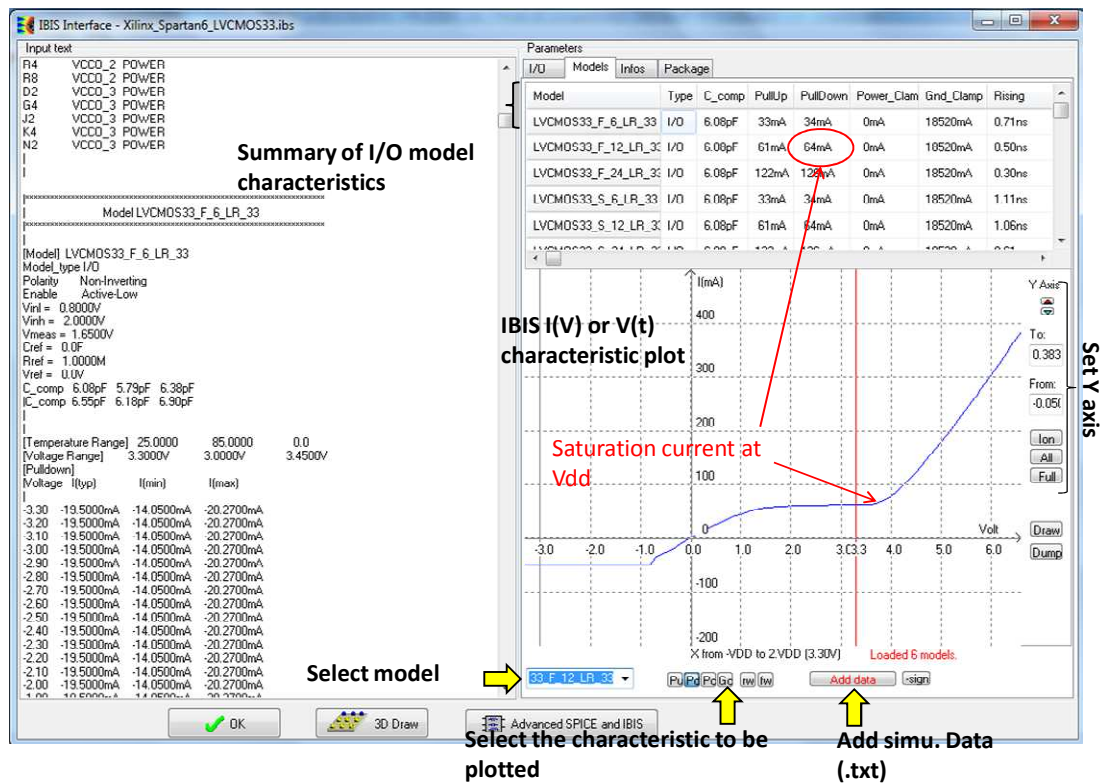 IBIS Interface - Xilinx_Spartan6_LVCMOS33.ibs
Input text
R4 VCCO_2 POWER
R8 VCCO_2 POWER
D2 VCCO_3 POWER
G4 VCCO_3 POWER
J2 VCCO_3 POWER
K4 VCCO_3 POWER
N2 VCCO_3 POWER
|
|
Summary of I/O model
characteristics
| Model LVCMOS33_F_6_LR_33
|
[Model] LVCMOS33_F_6_LR_33
Model_type I/O
Polarity Non-Inverting
Enable Active-Low
Vinl = 0.8000V
Vinh = 2.0000V
Vmeas = 1.6500V
Cref = 0.0F
Rref = 1.0000M
Vref = 0.0V
C_comp 6.08pF 5.79pF 6.38pF
|C_comp 6.55pF 6.18pF 6.90pF
|
|
[Temperature Range] 25.0000 85.0000 0.0
[Voltage Range] 3.3000V 3.0000V 3.4500V
[Pulldown]
|Voltage I(typ) I(min) I(max)
|
-3.30 -19.5000mA -14.0500mA -20.2700mA
-3.20 -19.5000mA -14.0500mA -20.2700mA
-3.10 -19.5000mA -14.0500mA -20.2700mA
-3.00 -19.5000mA -14.0500mA -20.2700mA
-2.90 -19.5000mA -14.0500mA -20.2700mA
-2.80 -19.5000mA -14.0500mA -20.2700mA
-2.70 -19.5000mA -14.0500mA -20.2700mA
-2.60 -19.5000mA -14.0500mA -20.2700mA
-2.50 -19.5000mA -14.0500mA -20.2700mA
-2.40 -19.5000mA -14.0500mA -20.2700mA
-2.30 -19.5000mA -14.0500mA -20.2700mA
-2.20 -19.5000mA -14.0500mA -20.2700mA
-2.10 -19.5000mA -14.0500mA -20.2700mA
-2.00 -19.5000mA -14.0500mA -20.2700mA
Parameters
I/O Models Infos Package
Model Type C_comp PullUp PullDown Power_Clam Gnd_Clamp Rising
LVCMOS33_F_6_LR_33 I/O 6.08pF 33mA 34mA 0mA 18520mA 0.71ns
LVCMOS33_F_12_LR_33 I/O 6.08pF 61mA 64mA 0mA 18520mA 0.50ns
LVCMOS33_F_24_LR_33 I/O 6.08pF 122mA 0mA 18520mA 0.30ns
LVCMOS33_S_6_LR_33 I/O 6.08pF 33mA 34mA 0mA 18520mA 1.11ns
LVCMOS33_S_12_LR_33 I/O 6.08pF 61mA 64mA 0mA 18520mA 1.06ns
I(mA)
400
300
200
100
0
-100
-200
IBIS I(V) or V(t)
characteristic plot
Saturation current at
Vdd
-3.0 -2.0 -1.0 0.0 1.0 2.0 3.0 3.3 4.0 5.0 6.0
Volt
X from -VDD to 2.VDD (3.30V) Loaded 6 models.
Y Axis
To:
0.383
From:
-0.05(
Ion
All
Full
Draw
Dump
Set Y axis
Select model
33_F_12_LR_33
Pu Pd Pc Gc rw fw Add data -sign
OK 3D Draw Advanced SPICE and IBIS
Select the characteristic to be
plotted
Add simu. Data
(.txt)